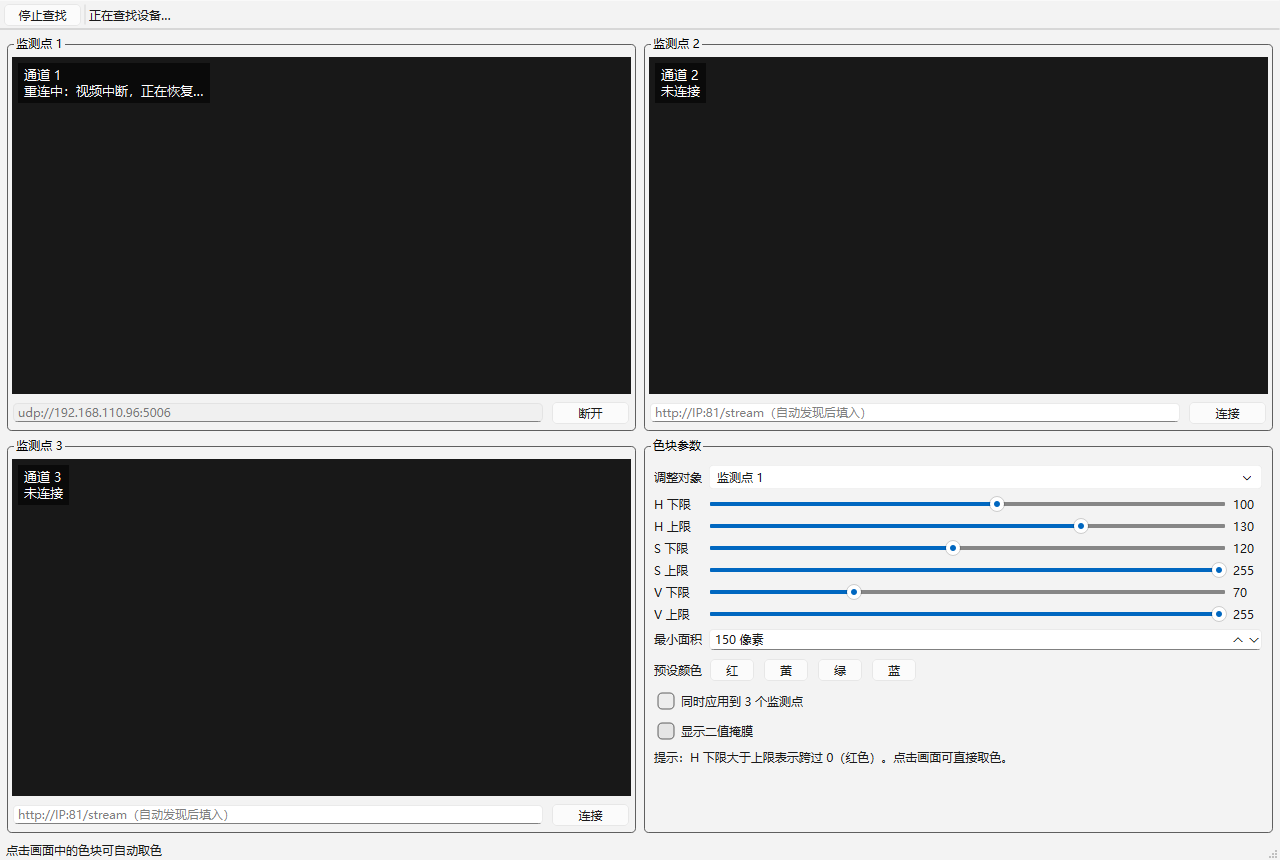 停止查找 正在查找设备...
监测点 1
通道 1
重连中：视频中断，正在恢复...
udp://192.168.110.96:5006 断开
监测点 2
通道 2
未连接
http://IP:81/stream（自动发现后填入） 连接
监测点 3
通道 3
未连接
http://IP:81/stream（自动发现后填入） 连接
色块参数
调整对象 监测点 1
H 下限 100
H 上限 130
S 下限 120
S 上限 255
V 下限 70
V 上限 255
最小面积 150 像素
预设颜色 红 黄 绿 蓝
同时应用到 3 个监测点
显示二值掩膜
提示：H 下限大于上限表示跨过 0（红色）。点击画面可直接取色。
点击画面中的色块可自动取色